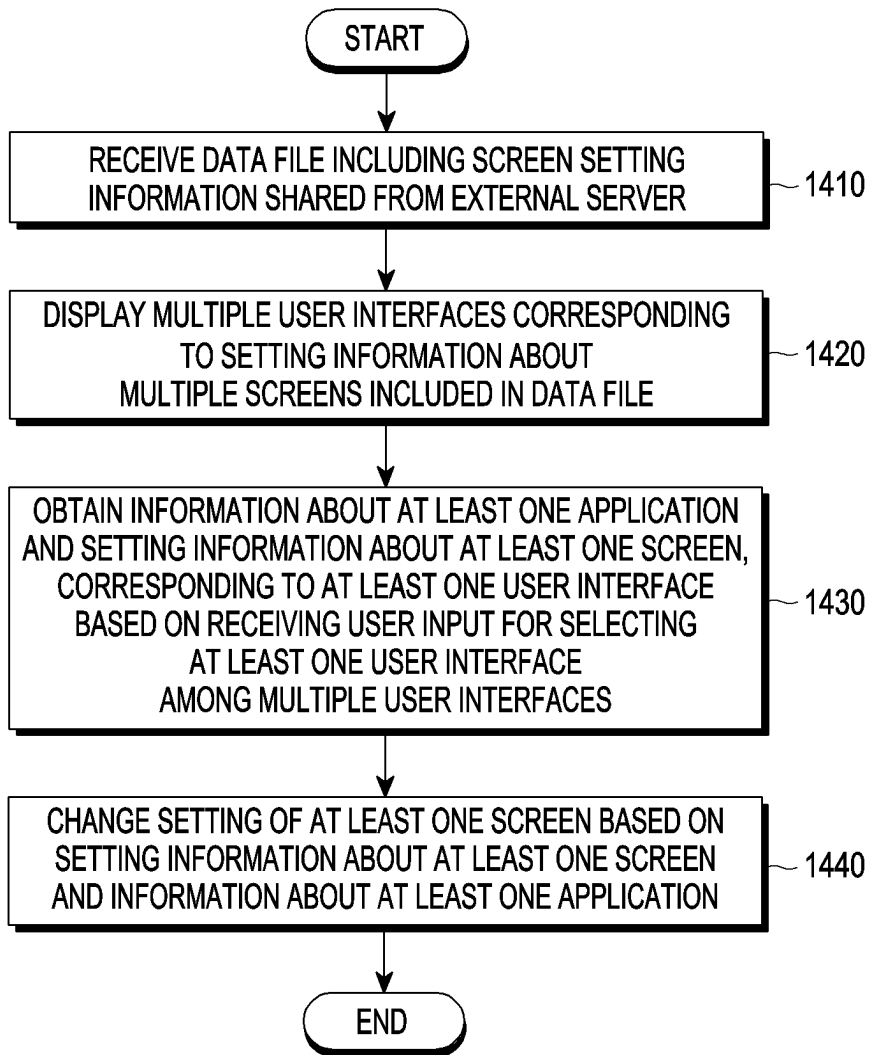 START
RECEIVE DATA FILE INCLUDING SCREEN SETTING
INFORMATION SHARED FROM EXTERNAL SERVER
1410
DISPLAY MULTIPLE USER INTERFACES CORRESPONDING
TO SETTING INFORMATION ABOUT
MULTIPLE SCREENS INCLUDED IN DATA FILE
1420
OBTAIN INFORMATION ABOUT AT LEAST ONE APPLICATION
AND SETTING INFORMATION ABOUT AT LEAST ONE SCREEN,
CORRESPONDING TO AT LEAST ONE USER INTERFACE
BASED ON RECEIVING USER INPUT FOR SELECTING
AT LEAST ONE USER INTERFACE
AMONG MULTIPLE USER INTERFACES
1430
CHANGE SETTING OF AT LEAST ONE SCREEN BASED ON
SETTING INFORMATION ABOUT AT LEAST ONE SCREEN
AND INFORMATION ABOUT AT LEAST ONE APPLICATION
1440
END